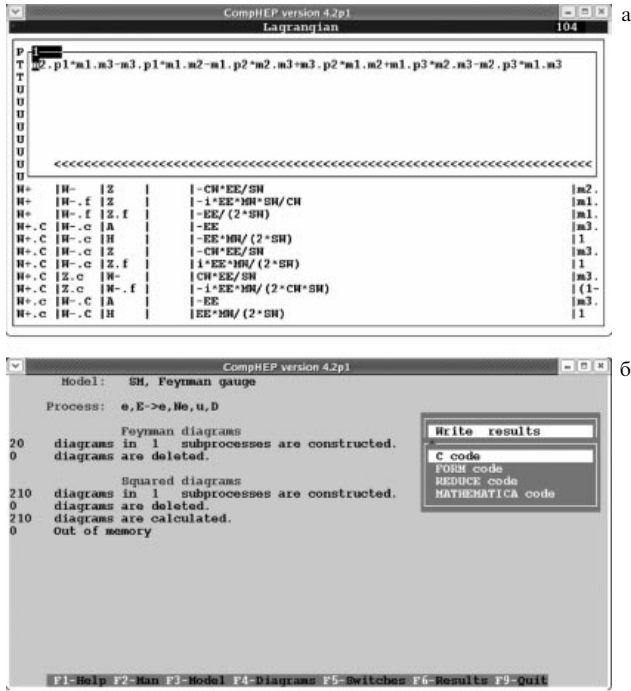 CompHEP version 4.2p1
а
Lagrangian 104
P 1
T m2.p1*m1.m3-m3.p1*m1.m2-m1.p2*m2.m3+m3.p2*m1.m2+m1.p3*m2.m3-m2.p3*m1.m3
T
U
U
U
U
U
U
U <<<<<<<<<<<<<<<<<<<<<<<<<<<<<<<<<<<<<<<<<<<<<<<<<<<<<<<<<<<<<<<<<<<<<<<<<
U
W+ |W- |Z | |-CW*EE/SW |m2.
W+ |W-.f |Z | |-i*EE*MW*SW/CW |m1.
W+ |W-.f |Z.f | |-EE/(2*SW) |m1.
W+.C |W-.c |A | |-EE |m3.
W+.C |W-.c |H | |-EE*MW/(2*SW) |1
W+.C |W-.c |Z | |-CW*EE/SW |m3.
W+.C |W-.c |Z.f | |i*EE*MW/(2*SW) |1
W+.C |Z.c |W- | |CW*EE/SW |m3.
W+.C |Z.c |W-.f | |-i*EE*MW/(2*CW*SW) |(1-
W+.c |W-.C |A | |-EE |m3.
W+.c |W-.C |H | |EE*MW/(2*SW) |1
CompHEP version 4.2p1
б
Model: SM, Feynman gauge
Process: e,E->e,Ne,u,D
Feynman diagrams
20 diagrams in 1 subprocesses are constructed.
0 diagrams are deleted.
Squared diagrams
210 diagrams in 1 subprocesses are constructed.
0 diagrams are deleted.
210 diagrams are calculated.
0 Out of memory
Write results
C code
FORM code
REDUCE code
MATHEMATICA code
F1-Help F2-Man F3-Model F4-Diagrams F5-Switches F6-Results F9-Quit